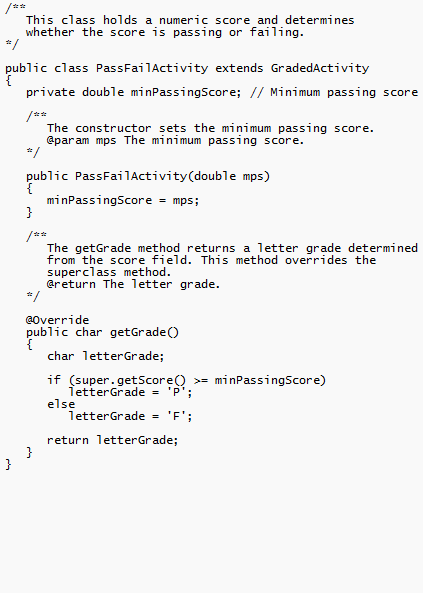 /**
   This class holds a numeric score and determines
   whether the score is passing or failing.
*/

public class PassFailActivity extends GradedActivity
{
   private double minPassingScore; // Minimum passing score

   /**
      The constructor sets the minimum passing score.
      @param mps The minimum passing score.
   */

   public PassFailActivity(double mps)
   {
      minPassingScore = mps;
   }

   /**
      The getGrade method returns a letter grade determined
      from the score field. This method overrides the
      superclass method.
      @return The letter grade.
   */

   @Override
   public char getGrade()
   {
      char letterGrade;

      if (super.getScore() >= minPassingScore)
         letterGrade = 'P';
      else
         letterGrade = 'F';

      return letterGrade;
   }
}